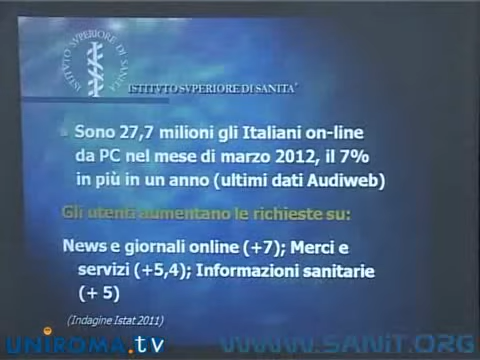 ISTITVTO SVPERIORE DI SANITÀ
ISTITVTO SVPERIORE DI SANITA'
Sono 27,7 milioni gli Italiani on-line
da PC nel mese di marzo 2012, il 7%
in più in un anno (ultimi dati Audiweb)
Gli utenti aumentano le richieste su:
News e giornali online (+7); Merci e
servizi (+5,4); Informazioni sanitarie
(+ 5)
(Indagine Istat 2011)
UNIROMA.tv
WWW.SANIT.ORG